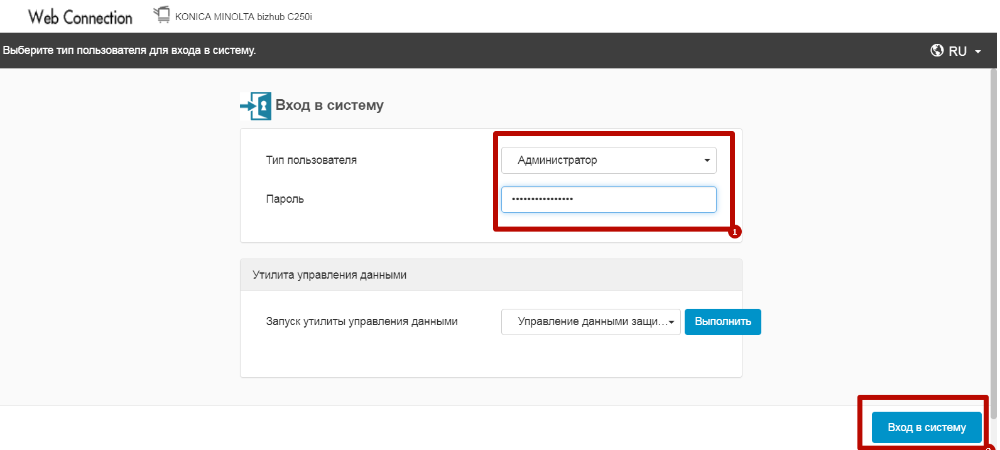 Web Connection
KONICA MINOLTA bizhub C250i
Выберите тип пользователя для входа в систему.
RU
Вход в систему
Тип пользователя
Администратор
Пароль
••••••••••••••••
1
Утилита управления данными
Запуск утилиты управления данными
Управление данными защи...
Выполнить
Вход в систему